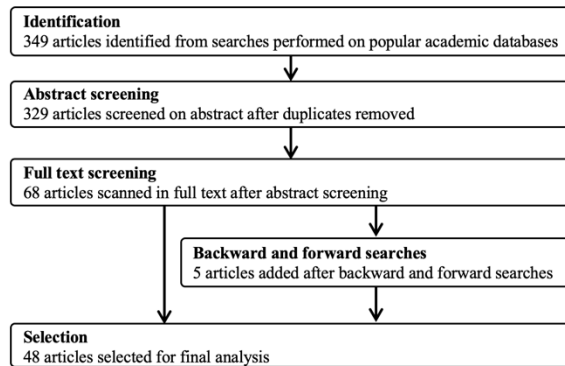 Identification
349 articles identified from searches performed on popular academic databases
Abstract screening
329 articles screened on abstract after duplicates removed
Full text screening
68 articles scanned in full text after abstract screening
Backward and forward searches
5 articles added after backward and forward searches
Selection
48 articles selected for final analysis